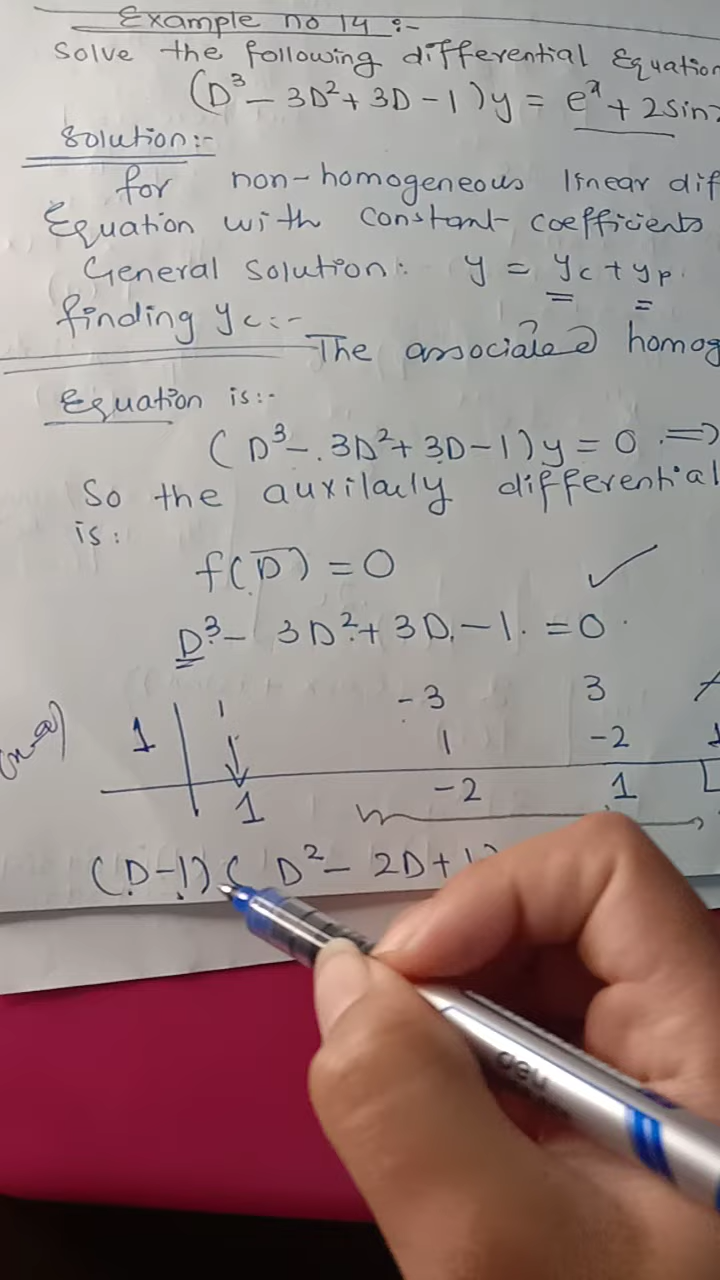 Example no 14 :-
Solve the following differential Equation
(D³ - 3D² + 3D - 1)y = eˣ + 2sin
Solution:-
for non-homogeneous linear dif
Equation with constant coefficients
General solution: y = yc + yp.
finding yc:-
The associated homog
Equation is:-
(D³ - 3D² + 3D - 1)y = 0 ⇒
So the auxilarly differential
is:
f(D) = 0 ✓
D³ - 3D² + 3D - 1 = 0
1 | 1 -3 3
1 -2
1 -2 1
(D-1)(D² - 2D + 1)
neo